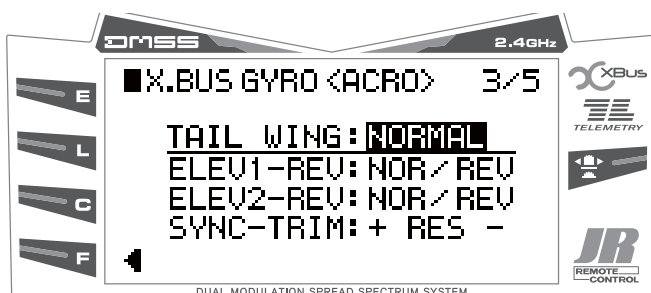 DMSS 2.4GHz
■X.BUS GYRO <ACRO> 3/5
TAIL WING:NORMAL
ELEV1-REV:NOR/REV
ELEV2-REV:NOR/REV
SYNC-TRIM:+ RES -
E
L
C
F
XBus
TELEMETRY
JR
REMOTE
CONTROL
DUAL MODULATION SPREAD SPECTRUM SYSTEM